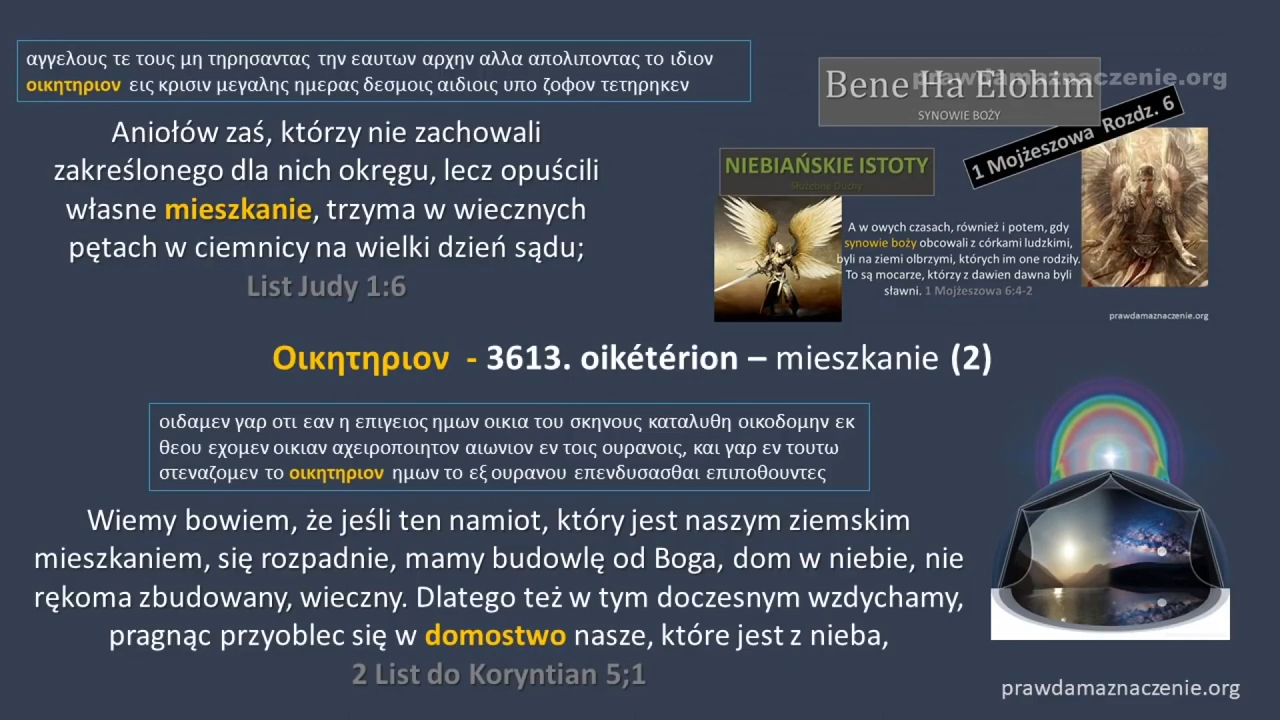 αγγελους τε τους μη τηρησαντας την εαυτων αρχην αλλα απολιποντας το ιδιον
οικητηριον εις κρισιν μεγαλης ημερας δεσμοις αιδιοις υπο ζοφον τετηρηκεν
Aniołów zaś, którzy nie zachowali
zakreślonego dla nich okręgu, lecz opuścili
własne mieszkanie, trzyma w wiecznych
pętach w ciemnicy na wielki dzień sądu;
List Judy 1:6
prawdamaznaczenie.org
Bene Ha Elohim
SYNOWIE BOŻY
1 Mojżeszowa Rozdz. 6
NIEBIAŃSKIE ISTOTY
Służebne Duchy
A w owych czasach, również i potem, gdy
synowie boży obcowali z córkami ludzkimi,
byli na ziemi olbrzymi, których im one rodziły.
To są mocarze, którzy z dawien dawna byli
sławni. 1 Mojżeszowa 6:4-2
prawdamaznaczenie.org
Οικητηριον - 3613. oikétérion – mieszkanie (2)
οιδαμεν γαρ οτι εαν η επιγειος ημων οικια του σκηνους καταλυθη οικοδομην εκ
θεου εχομεν οικιαν αχειροποιητον αιωνιον εν τοις ουρανοις, και γαρ εν τουτω
στεναζομεν το οικητηριον ημων το εξ ουρανου επενδυσασθαι επιποθουντες
Wiemy bowiem, że jeśli ten namiot, który jest naszym ziemskim
mieszkaniem, się rozpadnie, mamy budowlę od Boga, dom w niebie, nie
rękoma zbudowany, wieczny. Dlatego też w tym doczesnym wzdychamy,
pragnąc przyoblec się w domostwo nasze, które jest z nieba,
2 List do Koryntian 5;1
prawdamaznaczenie.org